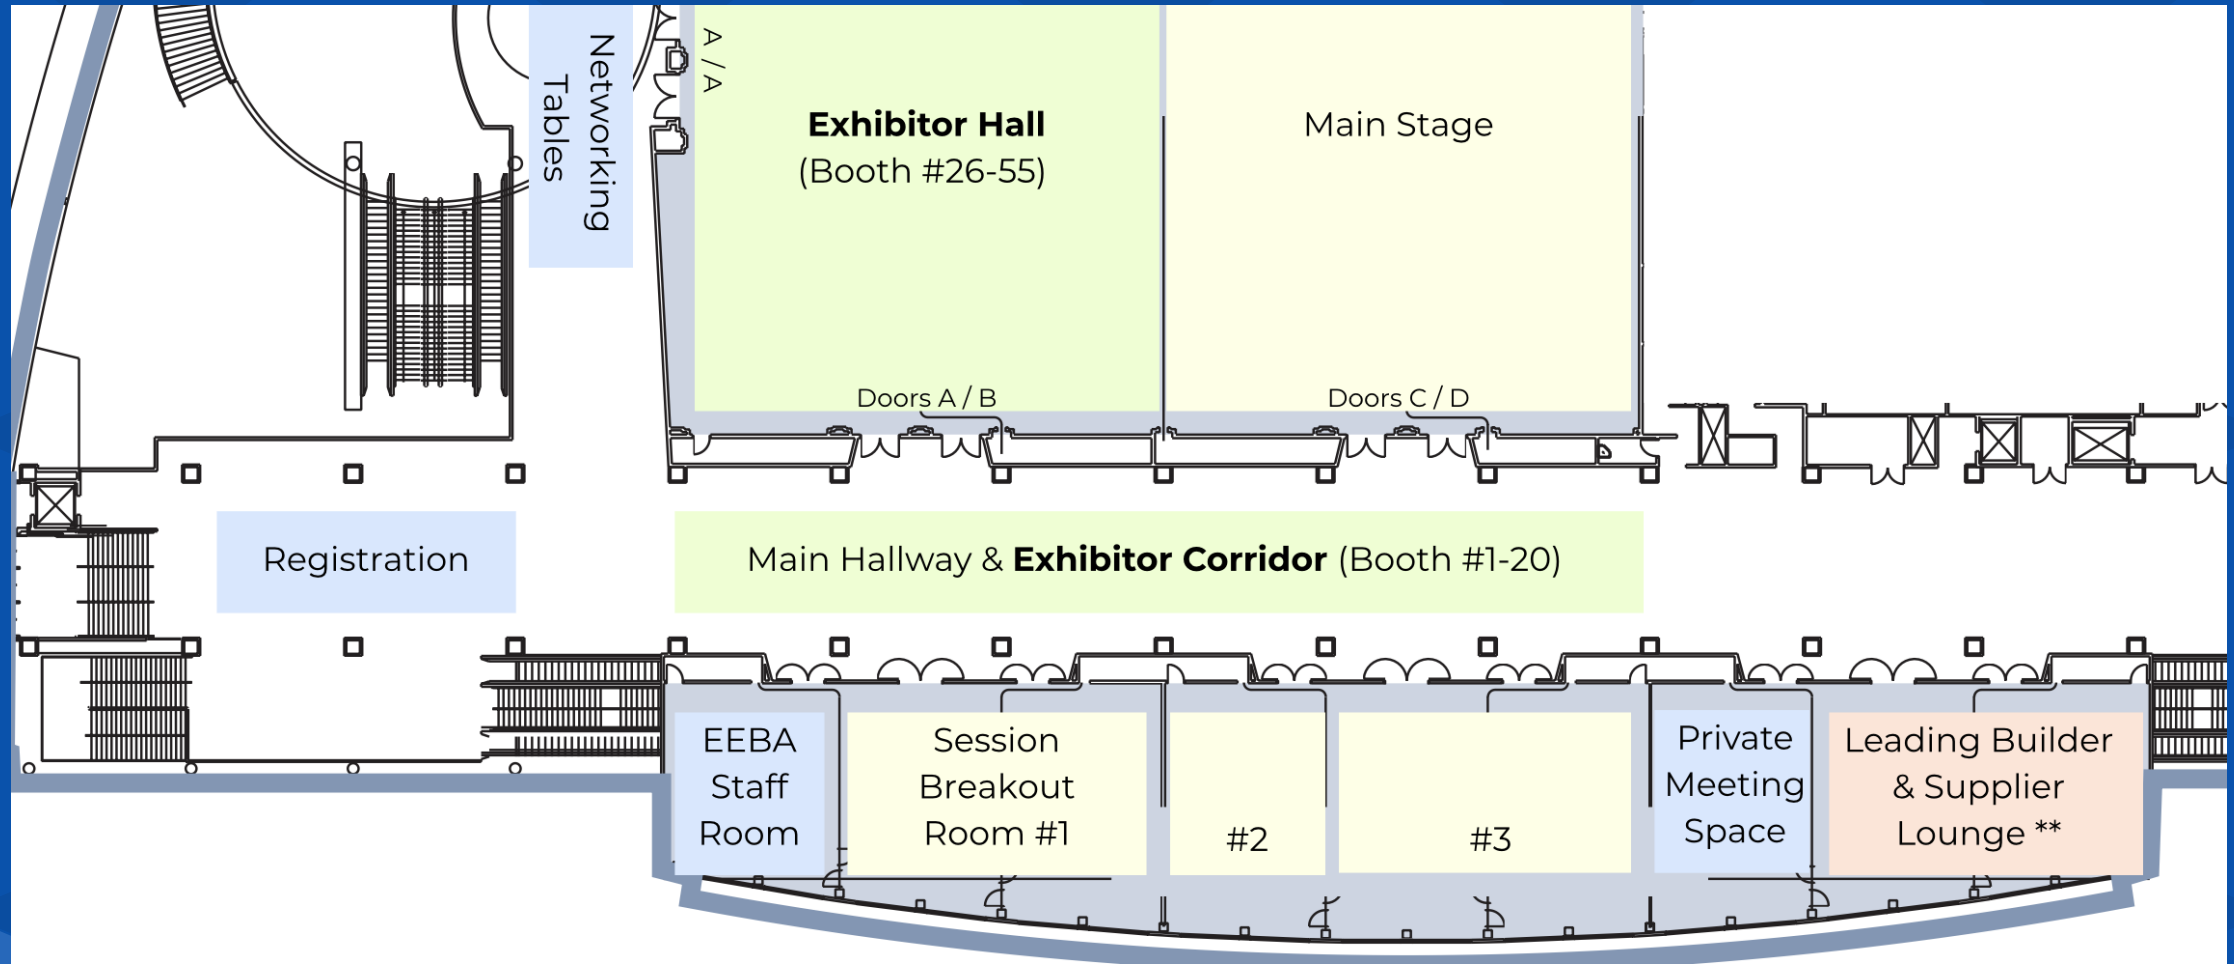 Networking
Tables
A / A
Exhibitor Hall
(Booth #26-55)
Main Stage
Doors A / B
Doors C / D
Registration
Main Hallway & Exhibitor Corridor (Booth #1-20)
EEBA
Staff
Room
Session
Breakout
Room #1
#2
#3
Private
Meeting
Space
Leading Builder
& Supplier
Lounge **